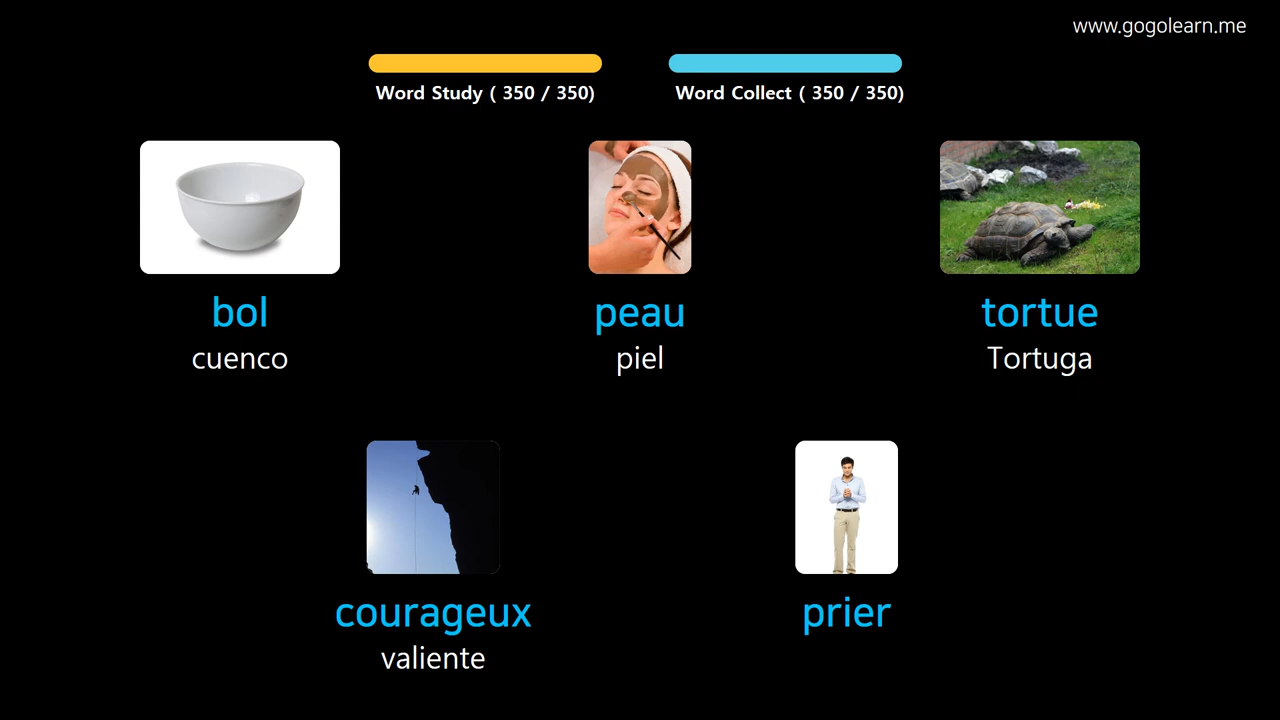 www.gogolearn.me
Word Study ( 350 / 350)
Word Collect ( 350 / 350)
bol
cuenco
peau
piel
tortue
Tortuga
courageux
valiente
prier